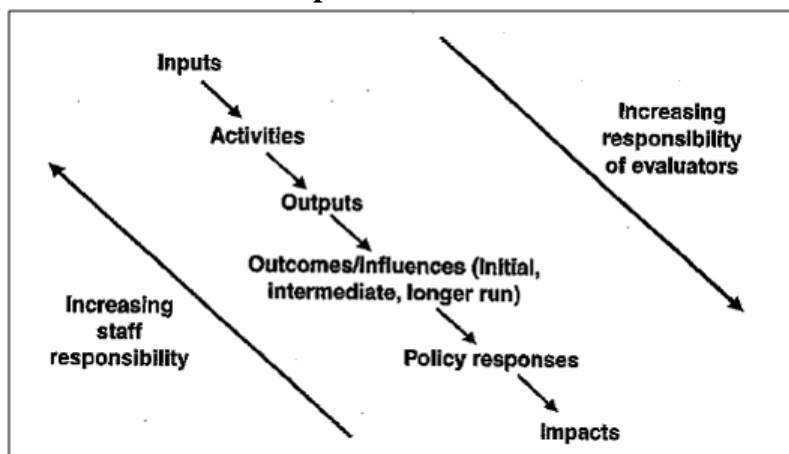 Inputs
Activities
Outputs
Outcomes/Influences (Initial,
intermediate, longer run)
Policy responses
Impacts
Increasing
responsibility
of evaluators
Increasing
staff
responsibility